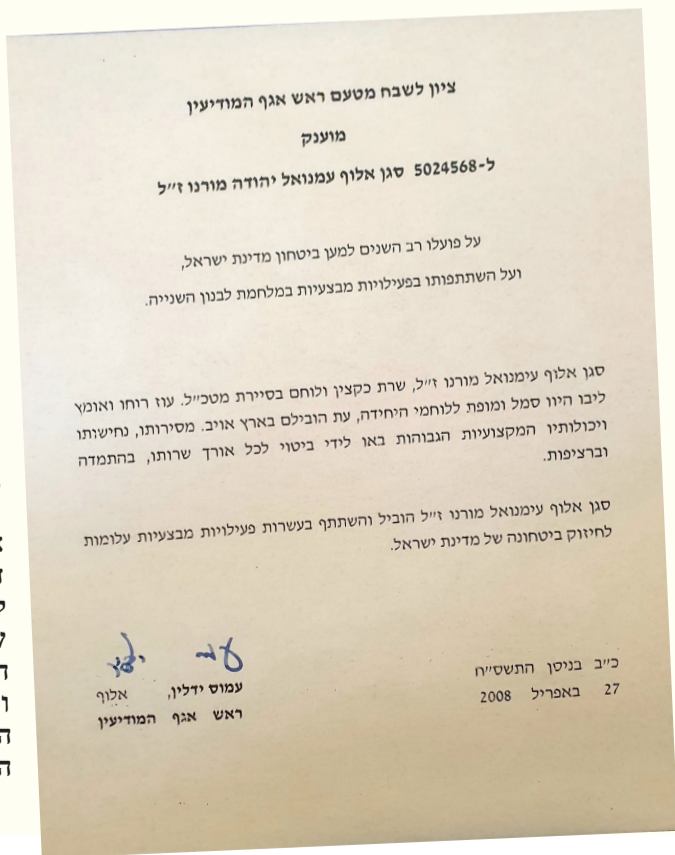 ציון לשבח מטעם ראש אגף המודיעין
מוענק
ל-5024568 סגן אלוף עמנואל יהודה מורנו ז״ל
על פועלו רב השנים למען ביטחון מדינת ישראל,
ועל השתתפותו בפעילויות מבצעיות במלחמת לבנון השנייה.
סגן אלוף עימנואל מורנו ז״ל, שרת כקצין ולוחם בסיירת מטכ״ל. עוז רוחו ואומץ
ליבו היוו סמל ומופת ללוחמי היחידה, עת הובילם בארץ אויב. מסירותו, נחישותו
ויכולותיו המקצועיות הגבוהות באו לידי ביטוי לכל אורך שרותו, בהתמדה
וברציפות.
סגן אלוף עימנואל מורנו ז״ל הוביל והשתתף בעשרות פעילויות מבצעיות עלומות
לחיזוק ביטחונה של מדינת ישראל.
כ״ב בניסן התשס״ח
27 באפריל 2008
עמוס ידלין, אלוף
ראש אגף המודיעין